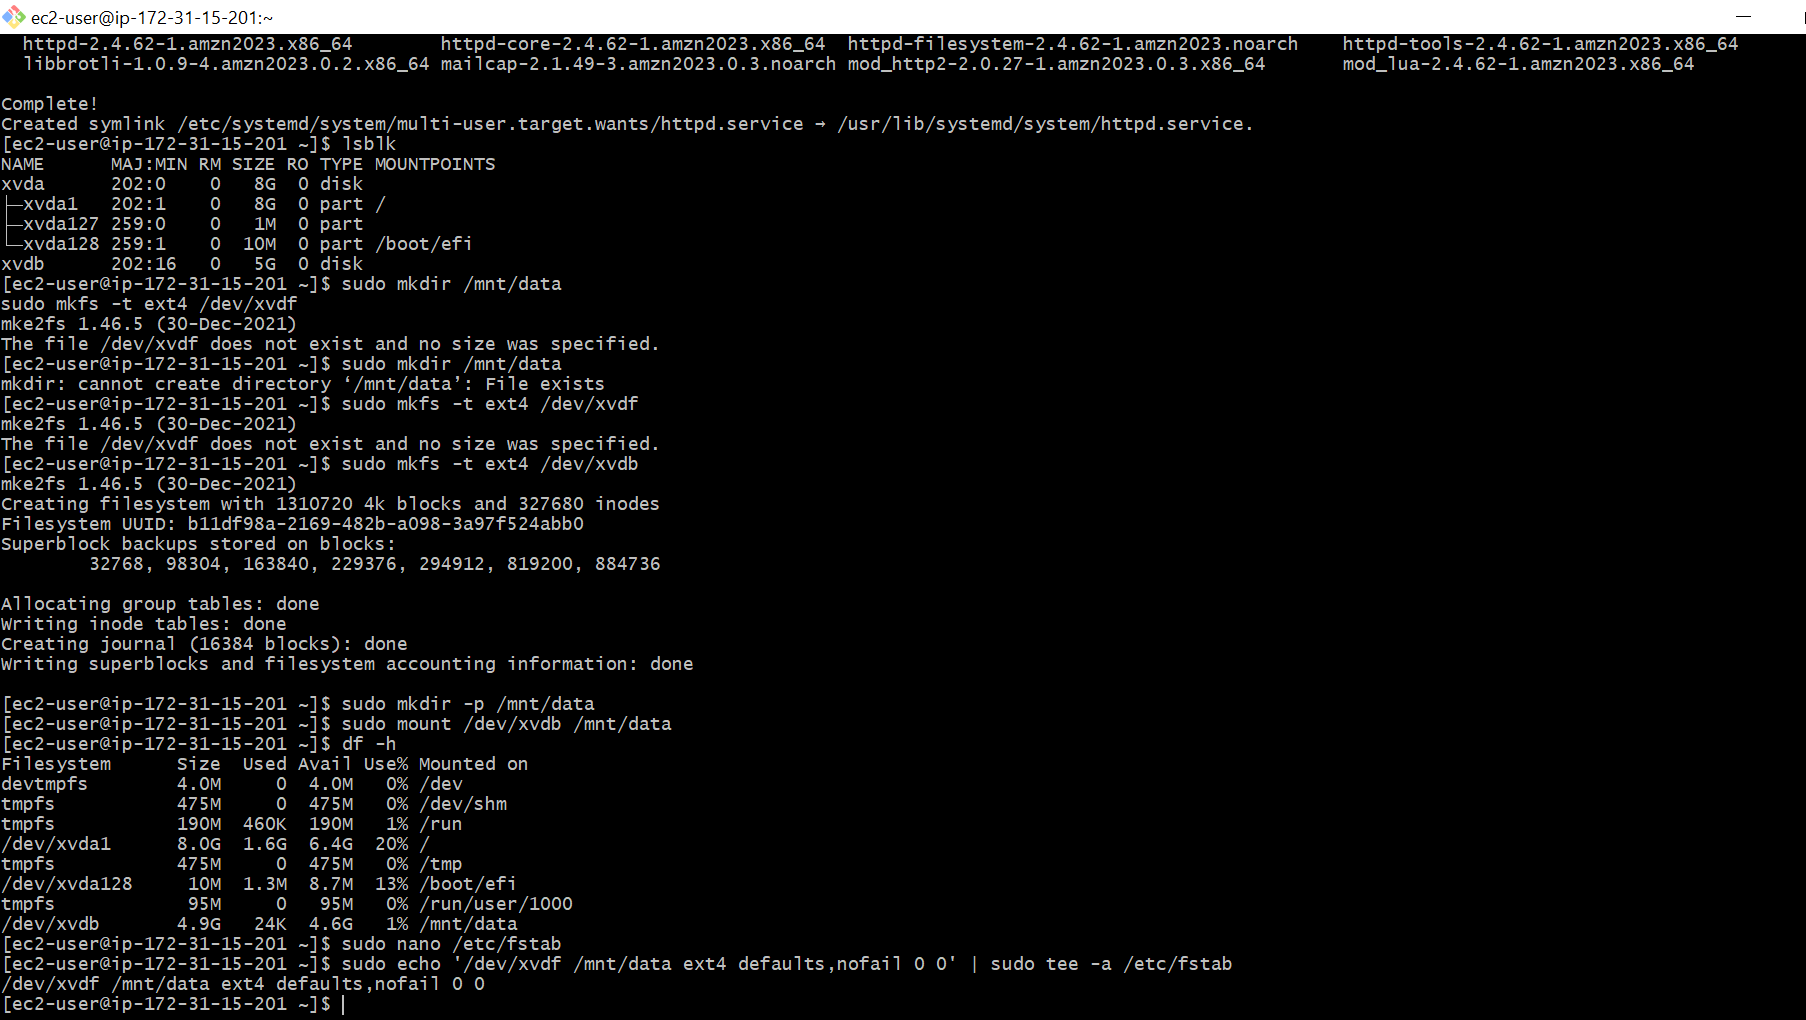 ec2-user@ip-172-31-15-201:~
  httpd-2.4.62-1.amzn2023.x86_64        httpd-core-2.4.62-1.amzn2023.x86_64  httpd-filesystem-2.4.62-1.amzn2023.noarch    httpd-tools-2.4.62-1.amzn2023.x86_64
  libbrotli-1.0.9-4.amzn2023.0.2.x86_64 mailcap-2.1.49-3.amzn2023.0.3.noarch mod_http2-2.0.27-1.amzn2023.0.3.x86_64       mod_lua-2.4.62-1.amzn2023.x86_64
Complete!
Created symlink /etc/systemd/system/multi-user.target.wants/httpd.service → /usr/lib/systemd/system/httpd.service.
[ec2-user@ip-172-31-15-201 ~]$ lsblk
NAME      MAJ:MIN RM SIZE RO TYPE MOUNTPOINTS
xvda      202:0    0   8G  0 disk
├─xvda1   202:1    0   8G  0 part /
├─xvda127 259:0    0   1M  0 part
└─xvda128 259:1    0  10M  0 part /boot/efi
xvdb      202:16   0   5G  0 disk
[ec2-user@ip-172-31-15-201 ~]$ sudo mkdir /mnt/data
sudo mkfs -t ext4 /dev/xvdf
mke2fs 1.46.5 (30-Dec-2021)
The file /dev/xvdf does not exist and no size was specified.
[ec2-user@ip-172-31-15-201 ~]$ sudo mkdir /mnt/data
mkdir: cannot create directory ‘/mnt/data’: File exists
[ec2-user@ip-172-31-15-201 ~]$ sudo mkfs -t ext4 /dev/xvdf
mke2fs 1.46.5 (30-Dec-2021)
The file /dev/xvdf does not exist and no size was specified.
[ec2-user@ip-172-31-15-201 ~]$ sudo mkfs -t ext4 /dev/xvdb
mke2fs 1.46.5 (30-Dec-2021)
Creating filesystem with 1310720 4k blocks and 327680 inodes
Filesystem UUID: b11df98a-2169-482b-a098-3a97f524abb0
Superblock backups stored on blocks:
        32768, 98304, 163840, 229376, 294912, 819200, 884736
Allocating group tables: done
Writing inode tables: done
Creating journal (16384 blocks): done
Writing superblocks and filesystem accounting information: done
[ec2-user@ip-172-31-15-201 ~]$ sudo mkdir -p /mnt/data
[ec2-user@ip-172-31-15-201 ~]$ sudo mount /dev/xvdb /mnt/data
[ec2-user@ip-172-31-15-201 ~]$ df -h
Filesystem      Size  Used Avail Use% Mounted on
devtmpfs        4.0M     0  4.0M   0% /dev
tmpfs           475M     0  475M   0% /dev/shm
tmpfs           190M  460K  190M   1% /run
/dev/xvda1      8.0G  1.6G  6.4G  20% /
tmpfs           475M     0  475M   0% /tmp
/dev/xvda128     10M  1.3M  8.7M  13% /boot/efi
tmpfs            95M     0   95M   0% /run/user/1000
/dev/xvdb       4.9G   24K  4.6G   1% /mnt/data
[ec2-user@ip-172-31-15-201 ~]$ sudo nano /etc/fstab
[ec2-user@ip-172-31-15-201 ~]$ sudo echo '/dev/xvdf /mnt/data ext4 defaults,nofail 0 0' | sudo tee -a /etc/fstab
/dev/xvdf /mnt/data ext4 defaults,nofail 0 0
[ec2-user@ip-172-31-15-201 ~]$